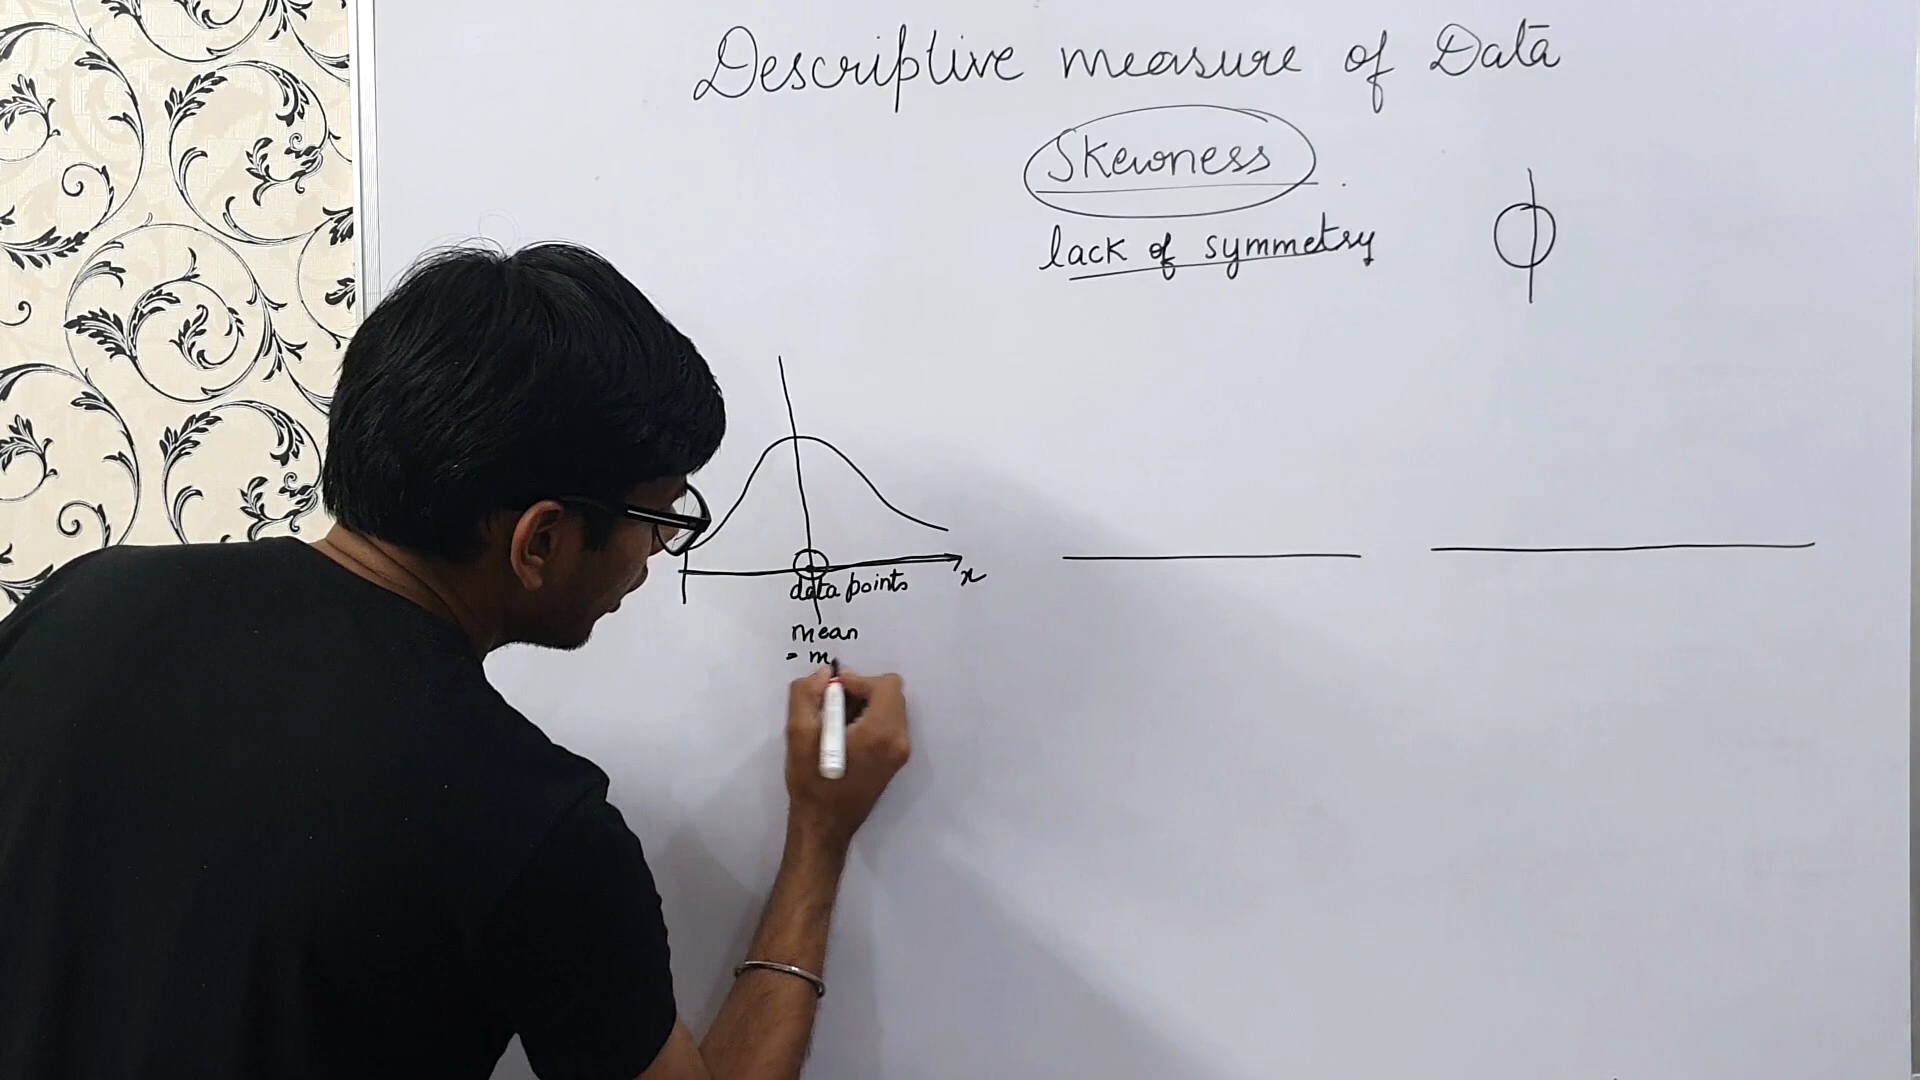 Descriptive measure of Data
Skewness
lack of symmetry
x
data points
mean
= m